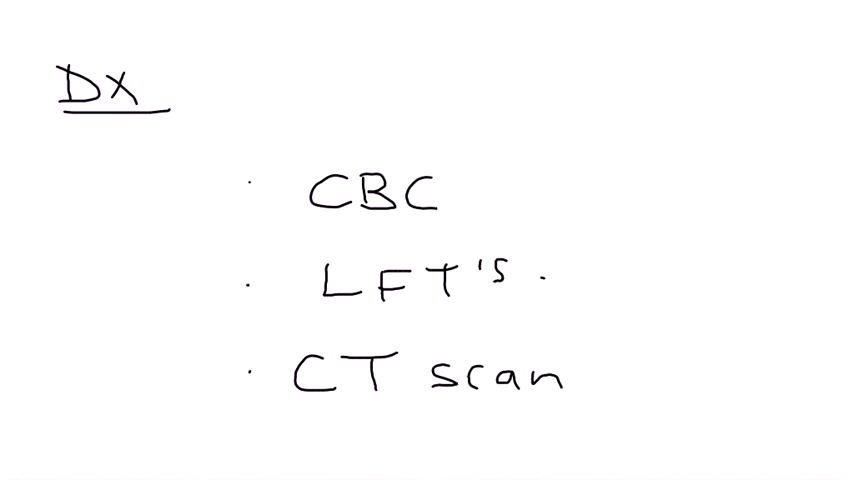 DX
· CBC
· LFT's.
· CT scan